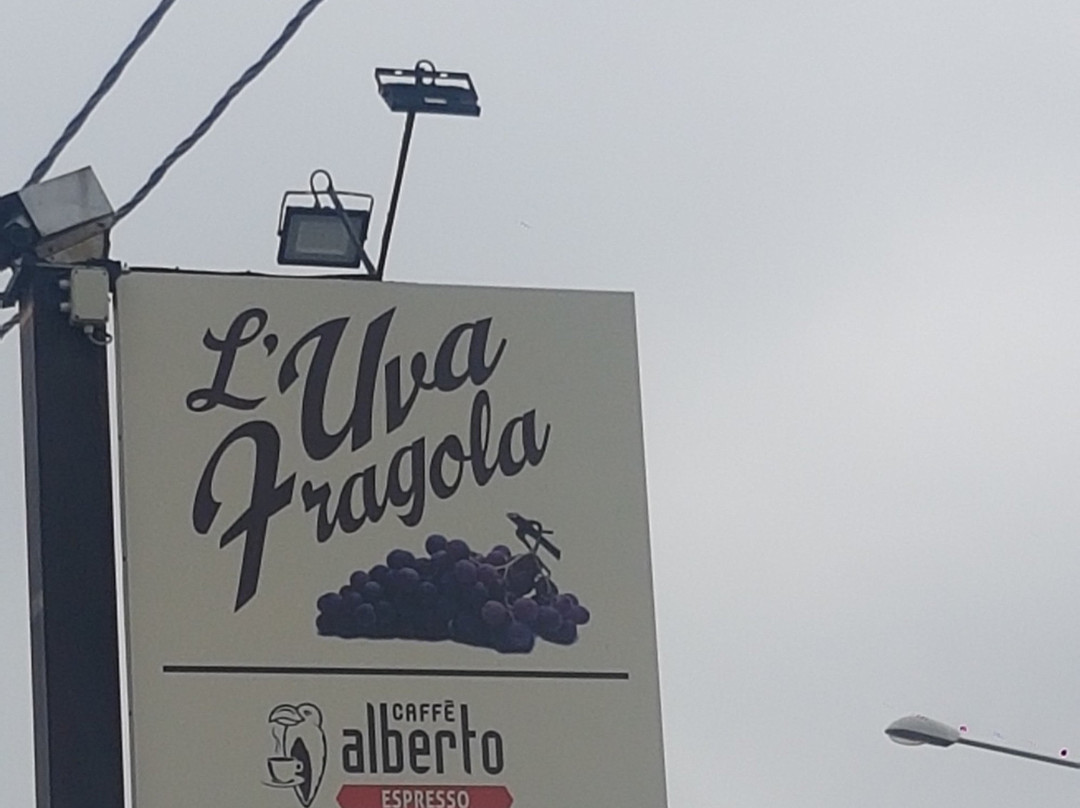 L'Uva
Fragola
CAFFÈ
alberto
ESPRESSO